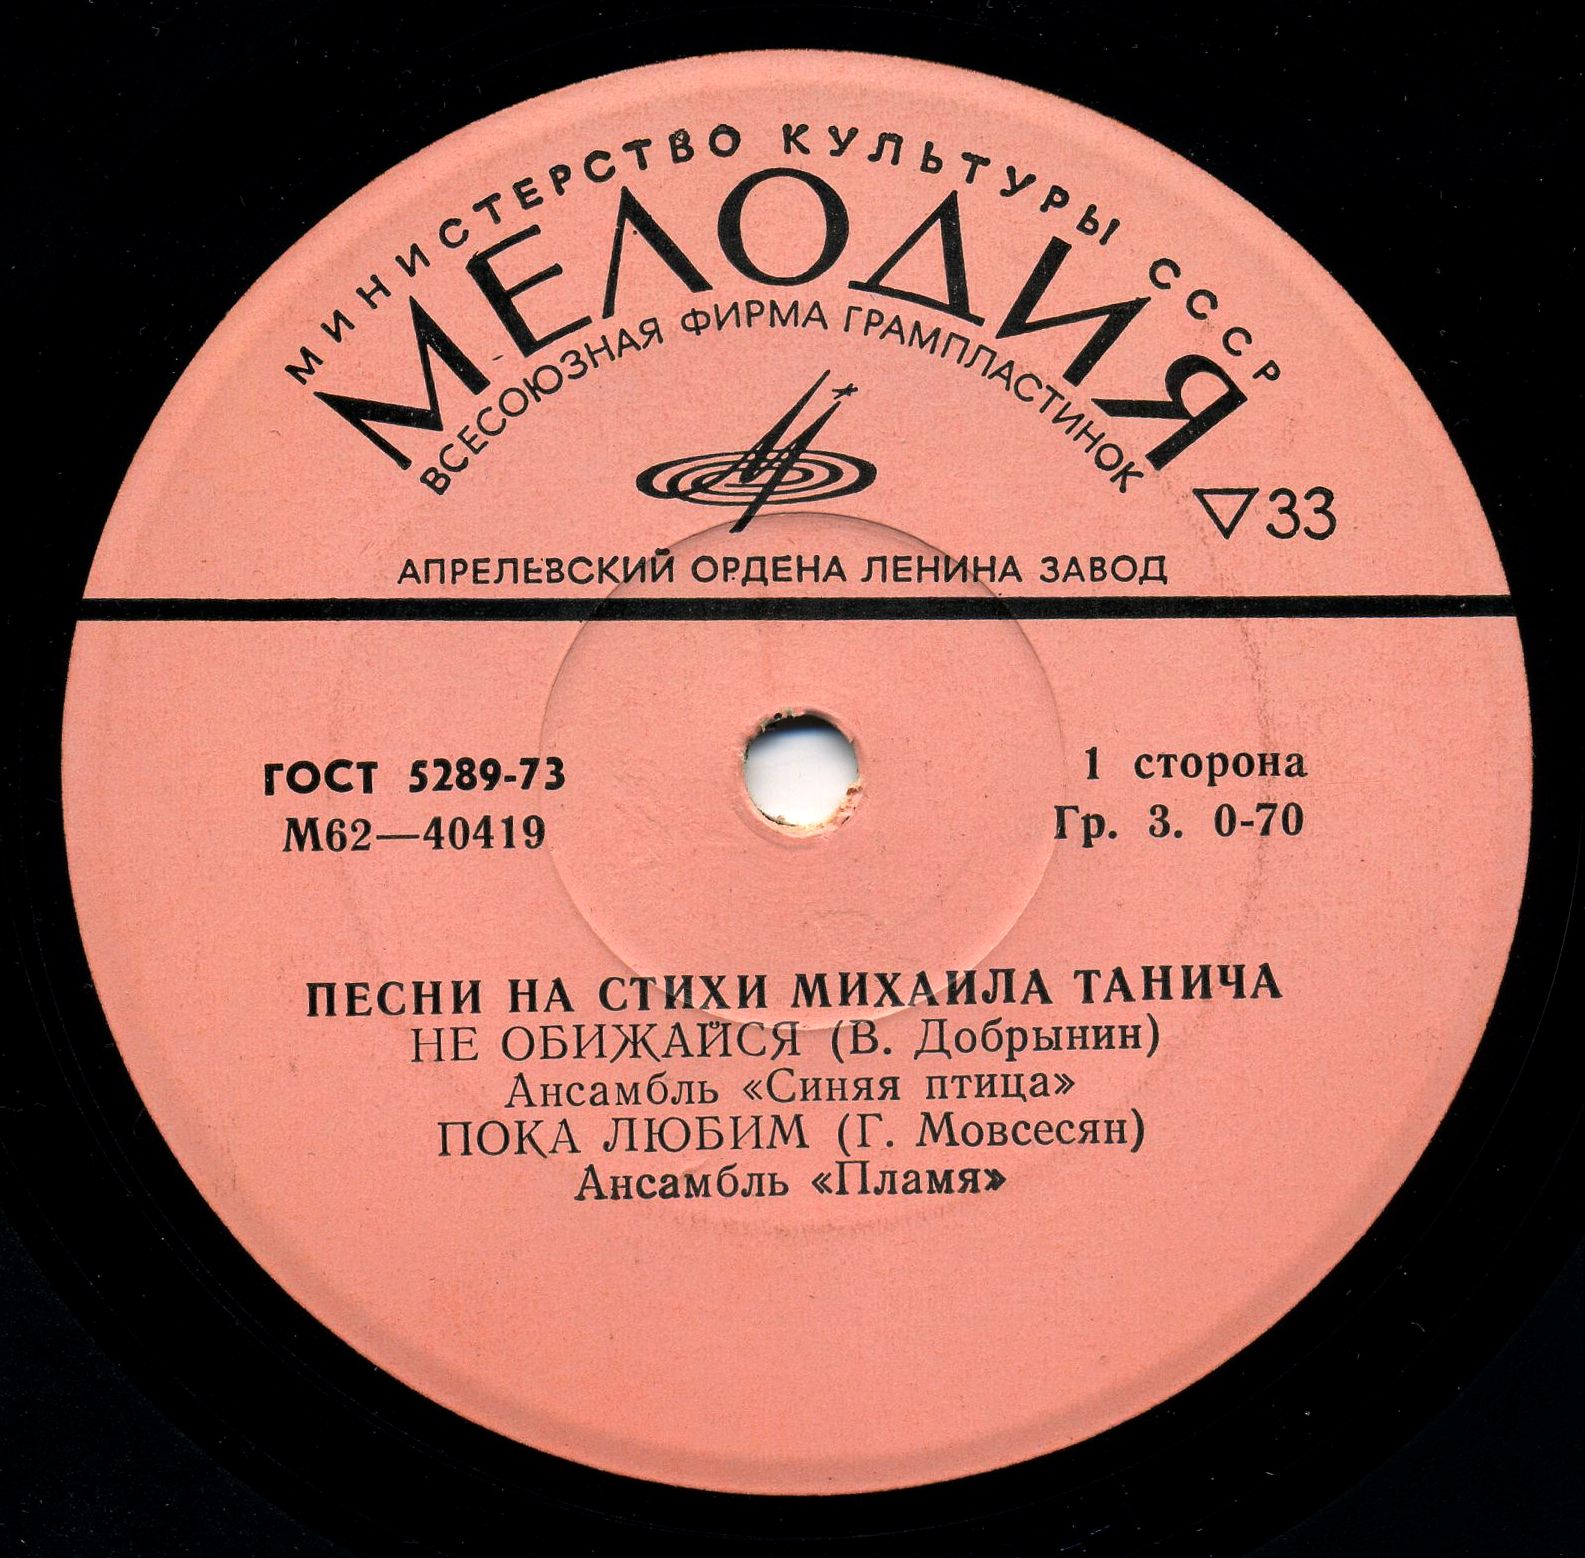 МИНИСТЕРСТВО КУЛЬТУРЫ СССР
МЕЛОДИЯ
ВСЕСОЮЗНАЯ ФИРМА ГРАМПЛАСТИНОК
33
АПРЕЛЕВСКИЙ ОРДЕНА ЛЕНИНА ЗАВОД
ГОСТ 5289-73
М62—40419
1 сторона
Гр. 3. 0-70
ПЕСНИ НА СТИХИ МИХАИЛА ТАНИЧА
НЕ ОБИЖАЙСЯ (В. Добрынин)
Ансамбль «Синяя птица»
ПОКА ЛЮБИМ (Г. Мовсесян)
Ансамбль «Пламя»